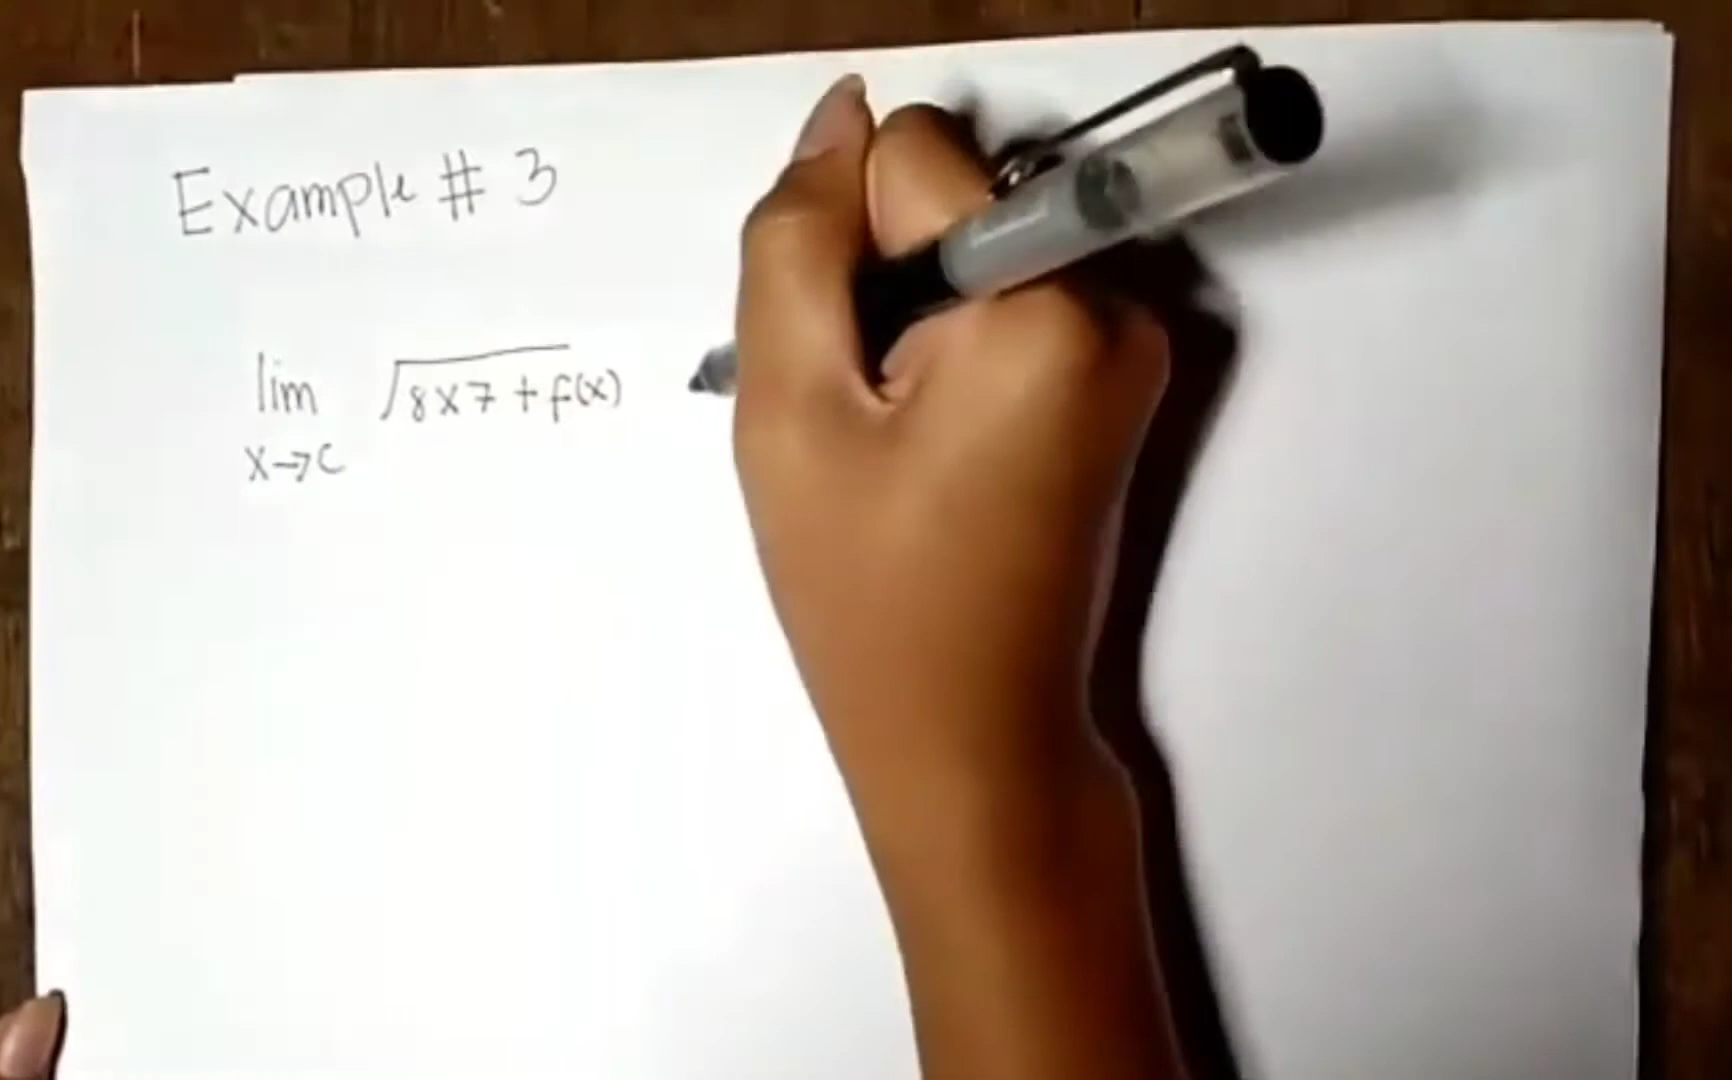 Example # 3
lim √8x7 + f(x)
x→c